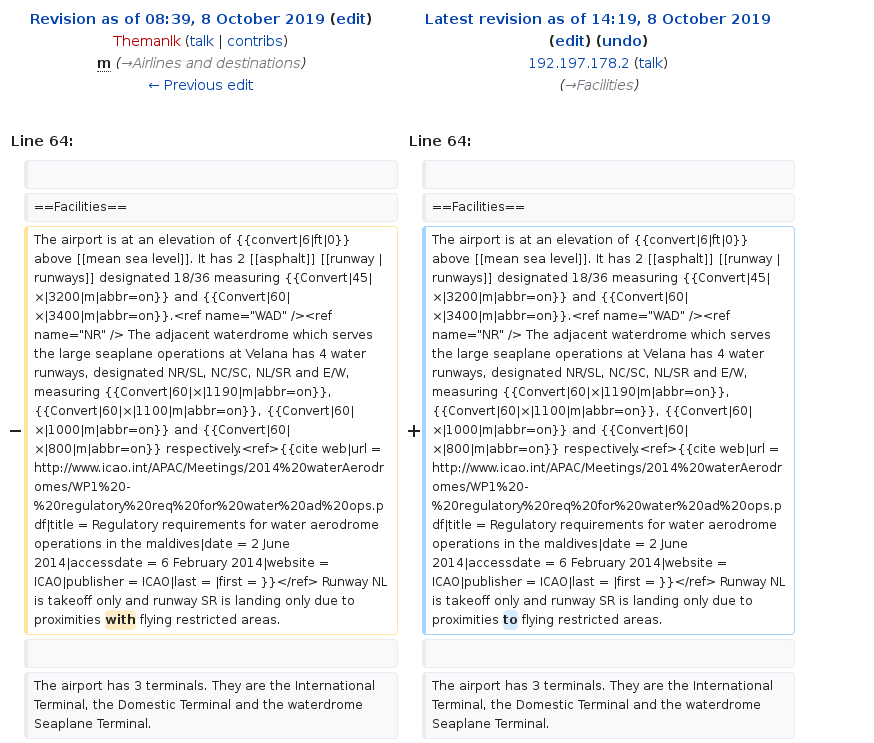 Revision as of 08:39, 8 October 2019 (edit)
Themanlk (talk | contribs)
m (→Airlines and destinations)
← Previous edit
Latest revision as of 14:19, 8 October 2019
(edit) (undo)
192.197.178.2 (talk)
(→Facilities)
Line 64:
Line 64:
==Facilities==
==Facilities==
−
The airport is at an elevation of {{convert|6|ft|0}}
above [[mean sea level]]. It has 2 [[asphalt]] [[runway |
runways]] designated 18/36 measuring {{Convert|45|
×|3200|m|abbr=on}} and {{Convert|60|
×|3400|m|abbr=on}}.<ref name="WAD" /><ref
name="NR" /> The adjacent waterdrome which serves
the large seaplane operations at Velana has 4 water
runways, designated NR/SL, NC/SC, NL/SR and E/W,
measuring {{Convert|60|×|1190|m|abbr=on}},
{{Convert|60|×|1100|m|abbr=on}}, {{Convert|60|
×|1000|m|abbr=on}} and {{Convert|60|
×|800|m|abbr=on}} respectively.<ref>{{cite web|url =
http://www.icao.int/APAC/Meetings/2014%20waterAerodr
omes/WP1%20-
%20regulatory%20req%20for%20water%20ad%20ops.p
df|title = Regulatory requirements for water aerodrome
operations in the maldives|date = 2 June
2014|accessdate = 6 February 2014|website =
ICAO|publisher = ICAO|last = |first = }}</ref> Runway NL
is takeoff only and runway SR is landing only due to
proximities with flying restricted areas.
+
The airport is at an elevation of {{convert|6|ft|0}}
above [[mean sea level]]. It has 2 [[asphalt]] [[runway |
runways]] designated 18/36 measuring {{Convert|45|
×|3200|m|abbr=on}} and {{Convert|60|
×|3400|m|abbr=on}}.<ref name="WAD" /><ref
name="NR" /> The adjacent waterdrome which serves
the large seaplane operations at Velana has 4 water
runways, designated NR/SL, NC/SC, NL/SR and E/W,
measuring {{Convert|60|×|1190|m|abbr=on}},
{{Convert|60|×|1100|m|abbr=on}}, {{Convert|60|
×|1000|m|abbr=on}} and {{Convert|60|
×|800|m|abbr=on}} respectively.<ref>{{cite web|url =
http://www.icao.int/APAC/Meetings/2014%20waterAerodr
omes/WP1%20-
%20regulatory%20req%20for%20water%20ad%20ops.p
df|title = Regulatory requirements for water aerodrome
operations in the maldives|date = 2 June
2014|accessdate = 6 February 2014|website =
ICAO|publisher = ICAO|last = |first = }}</ref> Runway NL
is takeoff only and runway SR is landing only due to
proximities to flying restricted areas.
The airport has 3 terminals. They are the International
Terminal, the Domestic Terminal and the waterdrome
Seaplane Terminal.
The airport has 3 terminals. They are the International
Terminal, the Domestic Terminal and the waterdrome
Seaplane Terminal.